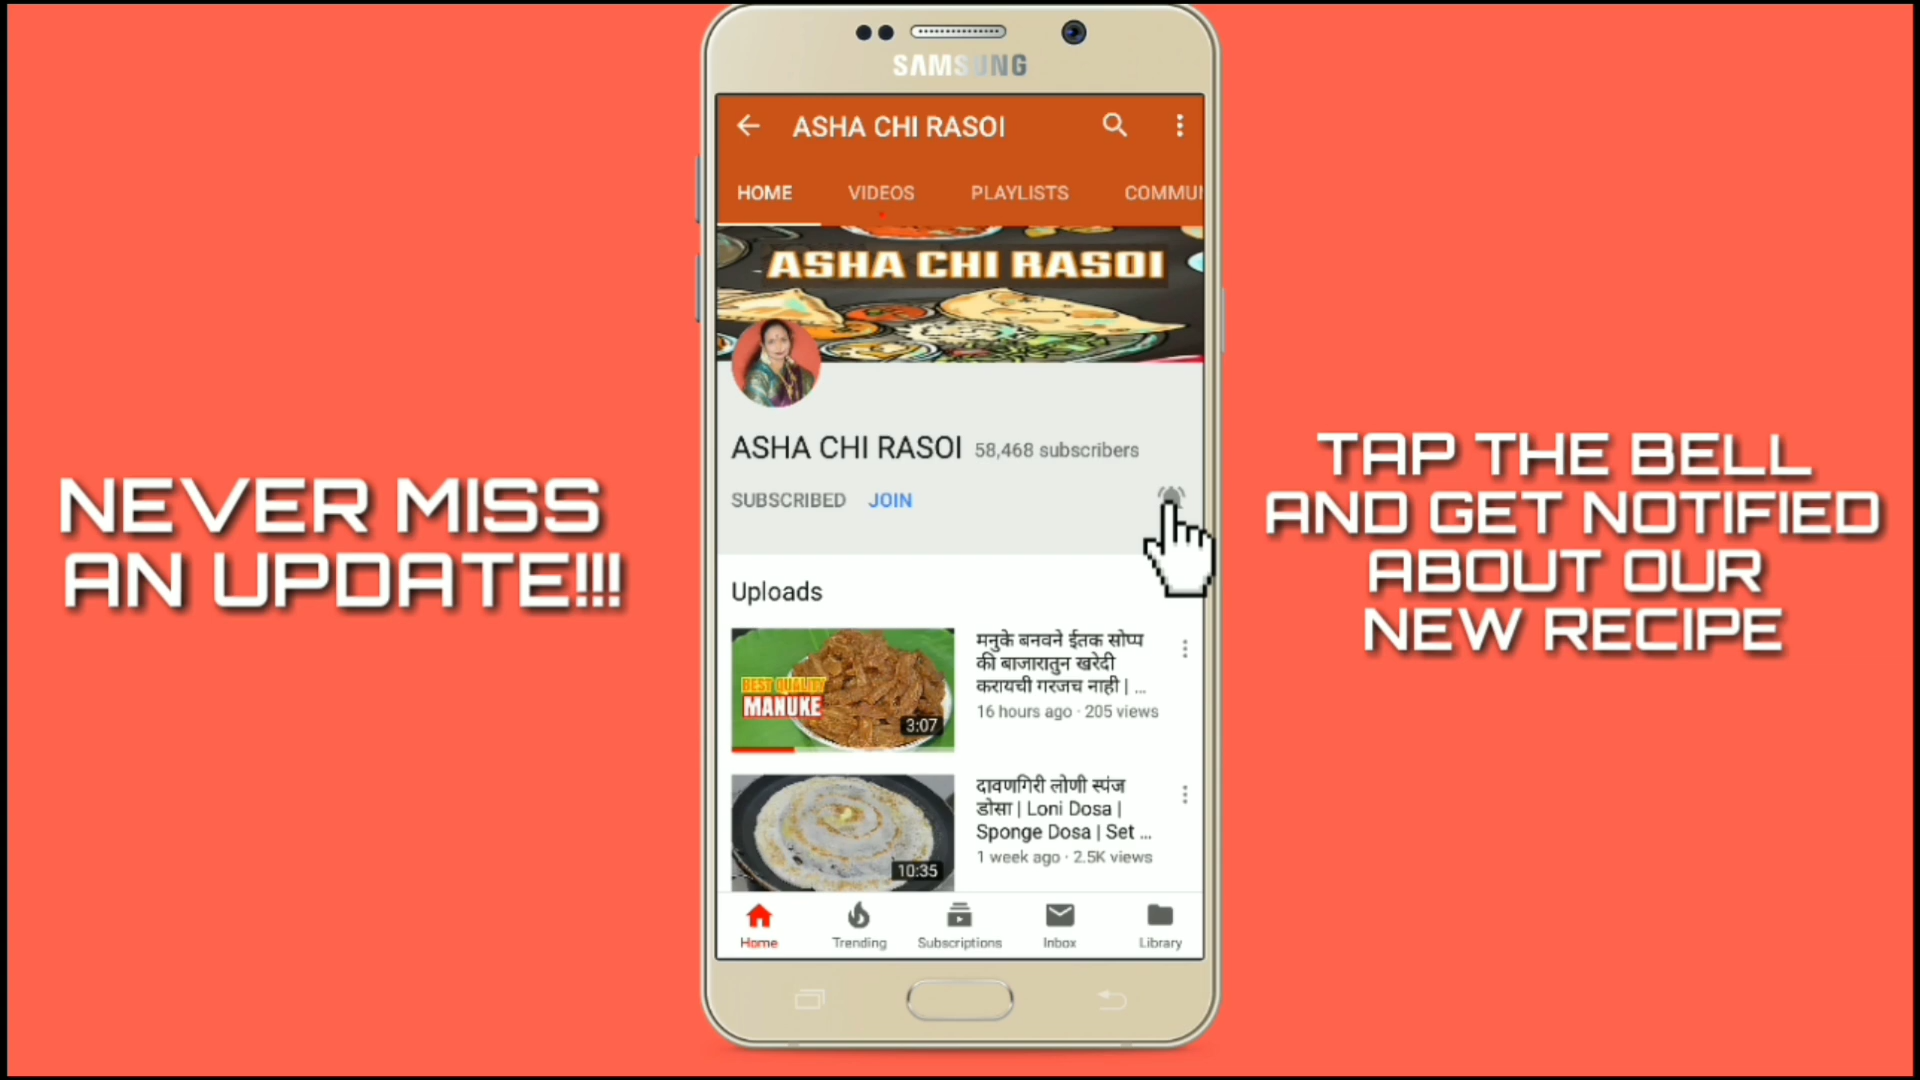 SAMSUNG
ASHA CHI RASOI
HOME VIDEOS PLAYLISTS COMMUN
ASHA CHI RASOI
ASHA CHI RASOI 58,468 subscribers
SUBSCRIBED JOIN
NEVER MISS
AN UPDATE!!!
TAP THE BELL
AND GET NOTIFIED
ABOUT OUR
NEW RECIPE
Uploads
BEST QUALITY
MANUKE
3:07
मनुके बनवने ईतक सोप्प
की बाजारातुन खरेदी
करायची गरजच नाही | ...
16 hours ago · 205 views
10:35
दावणगिरी लोणी स्पंज
डोसा | Loni Dosa |
Sponge Dosa | Set ...
1 week ago · 2.5K views
Home Trending Subscriptions Inbox Library